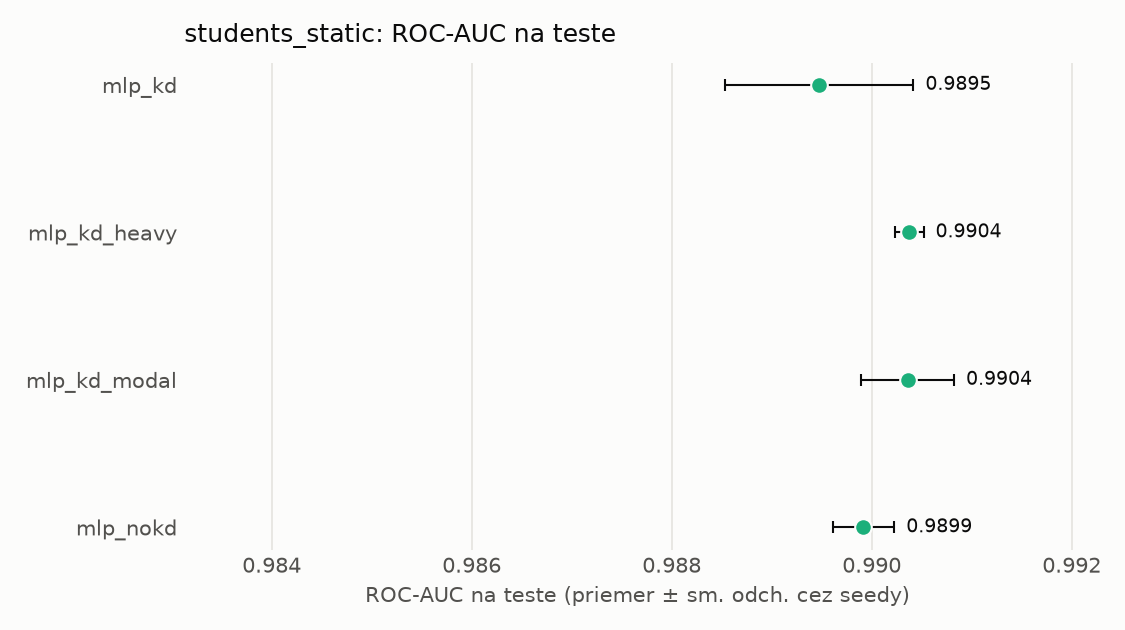 students_static: ROC-AUC na teste
mlp_kd
0.9895
mlp_kd_heavy
0.9904
mlp_kd_modal
0.9904
mlp_nokd
0.9899
0.984 0.986 0.988 0.990 0.992
ROC-AUC na teste (priemer ± sm. odch. cez seedy)